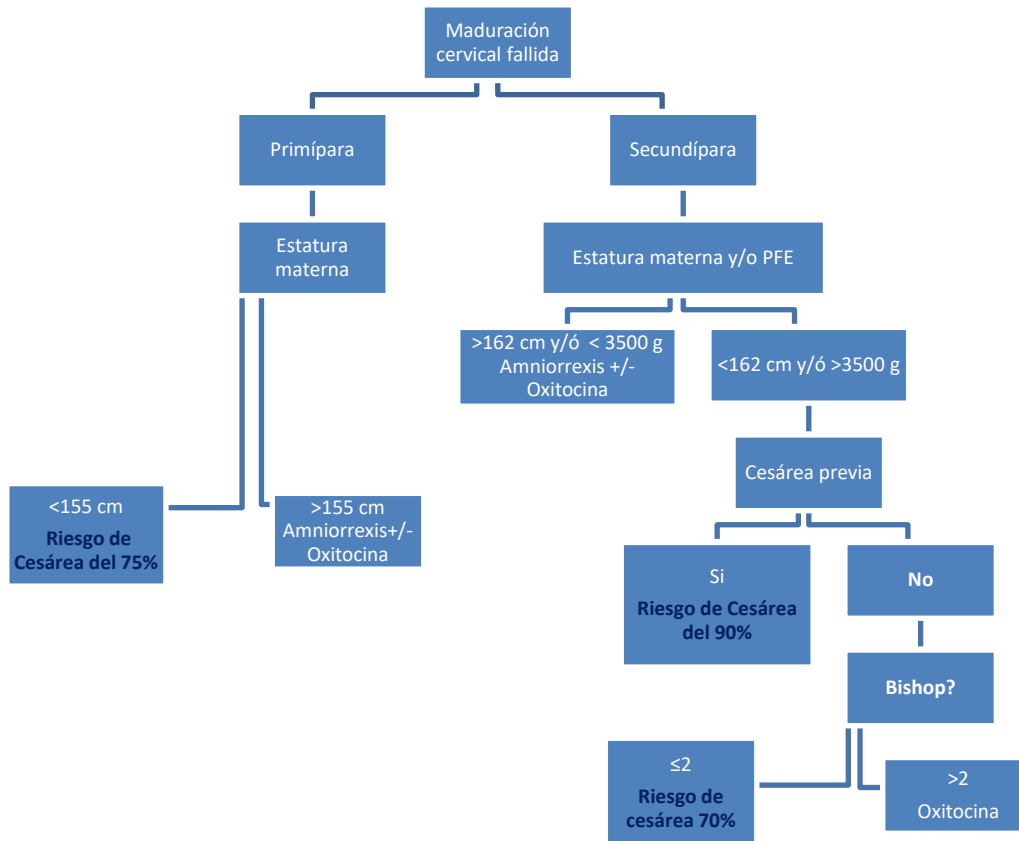 Maduración
cervical fallida
Primípara
Secundípara
Estatura
materna
Estatura materna y/o PFE
>162 cm y/ó < 3500 g
Amniorrexis +/-
Oxitocina
<162 cm y/ó >3500 g
Cesárea previa
<155 cm
Riesgo de
Cesárea del 75%
>155 cm
Amniorrexis+/-
Oxitocina
Si
Riesgo de Cesárea
del 90%
No
Bishop?
≤2
Riesgo de
cesárea 70%
>2
Oxitocina